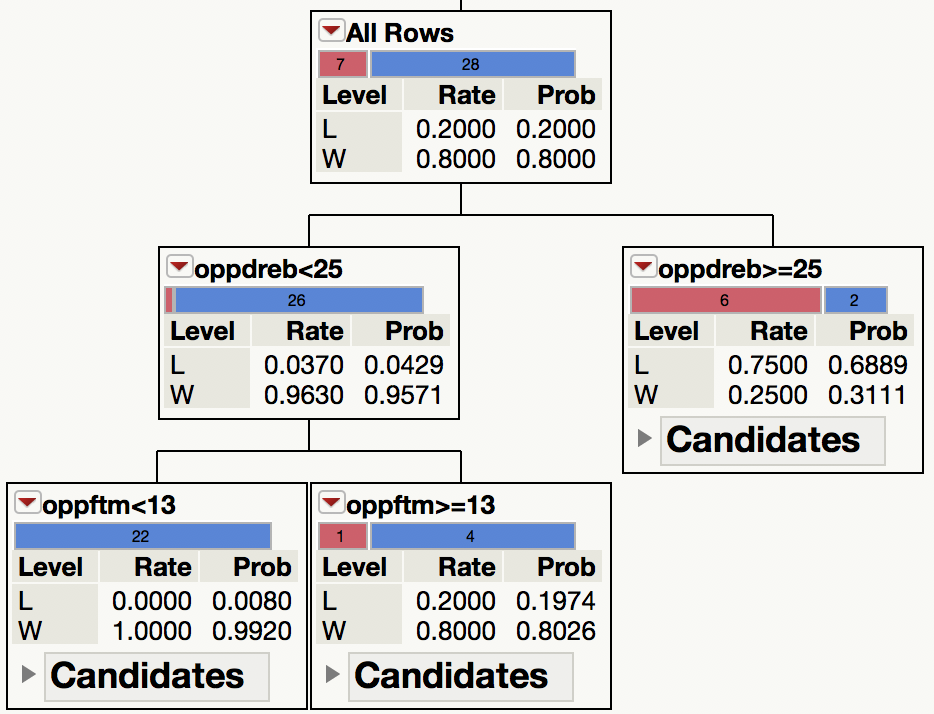 All Rows
7 28
Level Rate Prob
L 0.2000 0.2000
W 0.8000 0.8000
oppdreb<25
26
Level Rate Prob
L 0.0370 0.0429
W 0.9630 0.9571
oppdreb>=25
6 2
Level Rate Prob
L 0.7500 0.6889
W 0.2500 0.3111
Candidates
oppftm<13
22
Level Rate Prob
L 0.0000 0.0080
W 1.0000 0.9920
Candidates
oppftm>=13
1 4
Level Rate Prob
L 0.2000 0.1974
W 0.8000 0.8026
Candidates